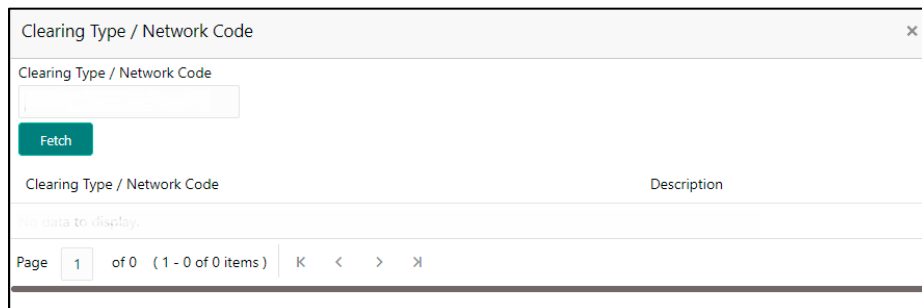 Clearing Type / Network Code ×
Clearing Type / Network Code
Fetch
Clearing Type / Network Code Description
No data to display.
Page 1 of 0 ( 1 - 0 of 0 items )